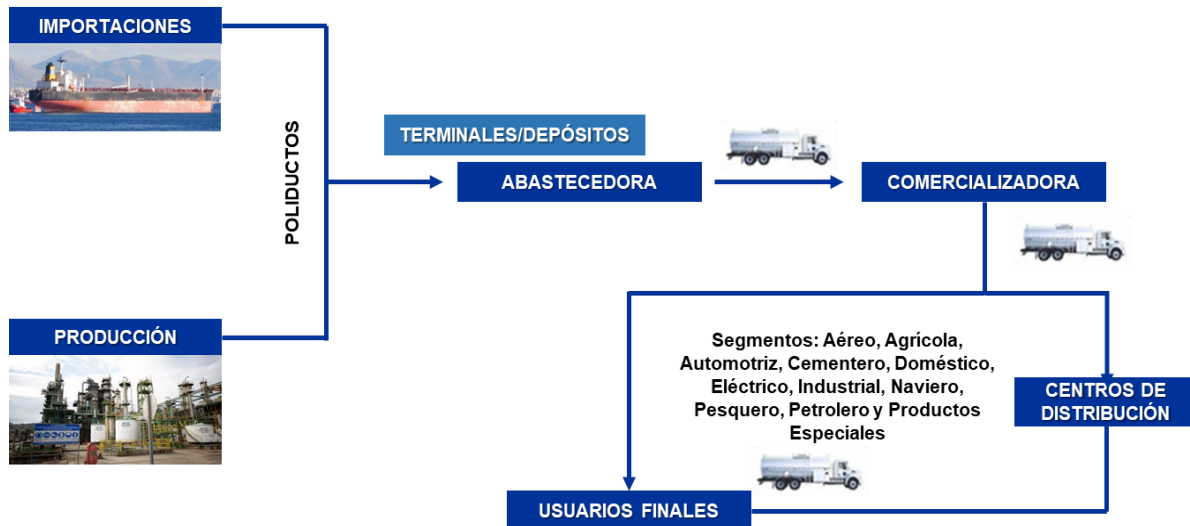 IMPORTACIONES
POLIDUCTOS
TERMINALES/DEPÓSITOS
ABASTECEDORA
COMERCIALIZADORA
PRODUCCIÓN
Segmentos: Aéreo, Agrícola,
Automotriz, Cementero, Doméstico,
Eléctrico, Industrial, Naviero,
Pesquero, Petrolero y Productos
Especiales
CENTROS DE
DISTRIBUCIÓN
USUARIOS FINALES